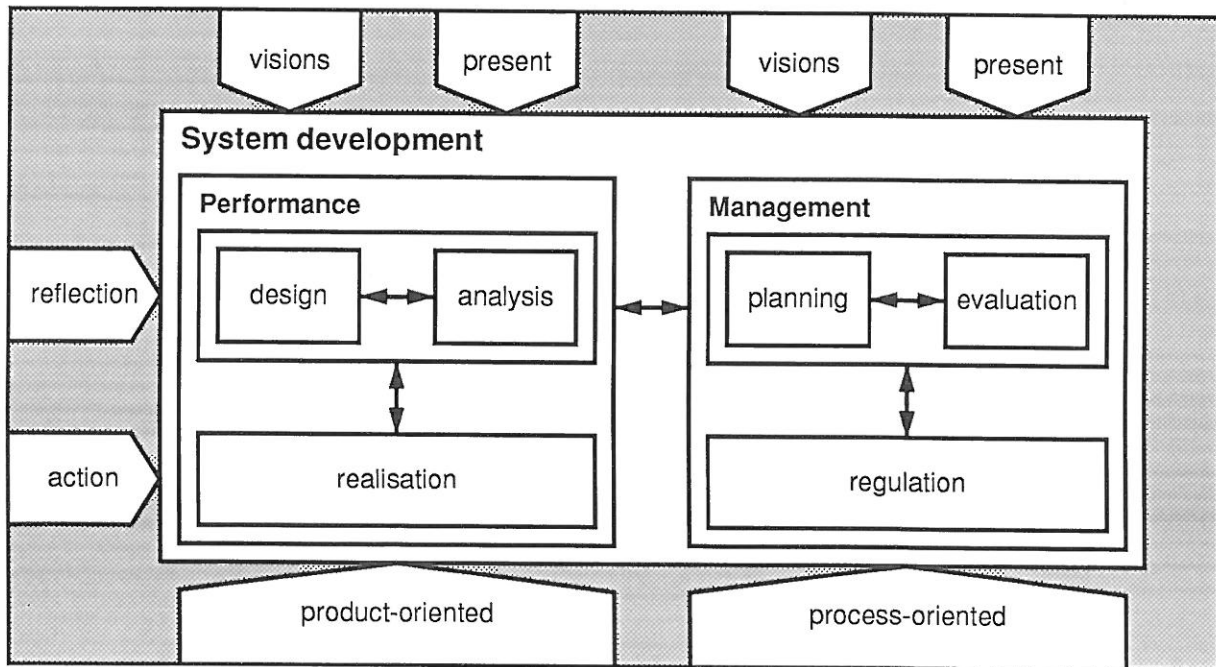 visions present visions present
System development
Performance Management
design analysis planning evaluation
reflection
action
realisation regulation
product-oriented process-oriented